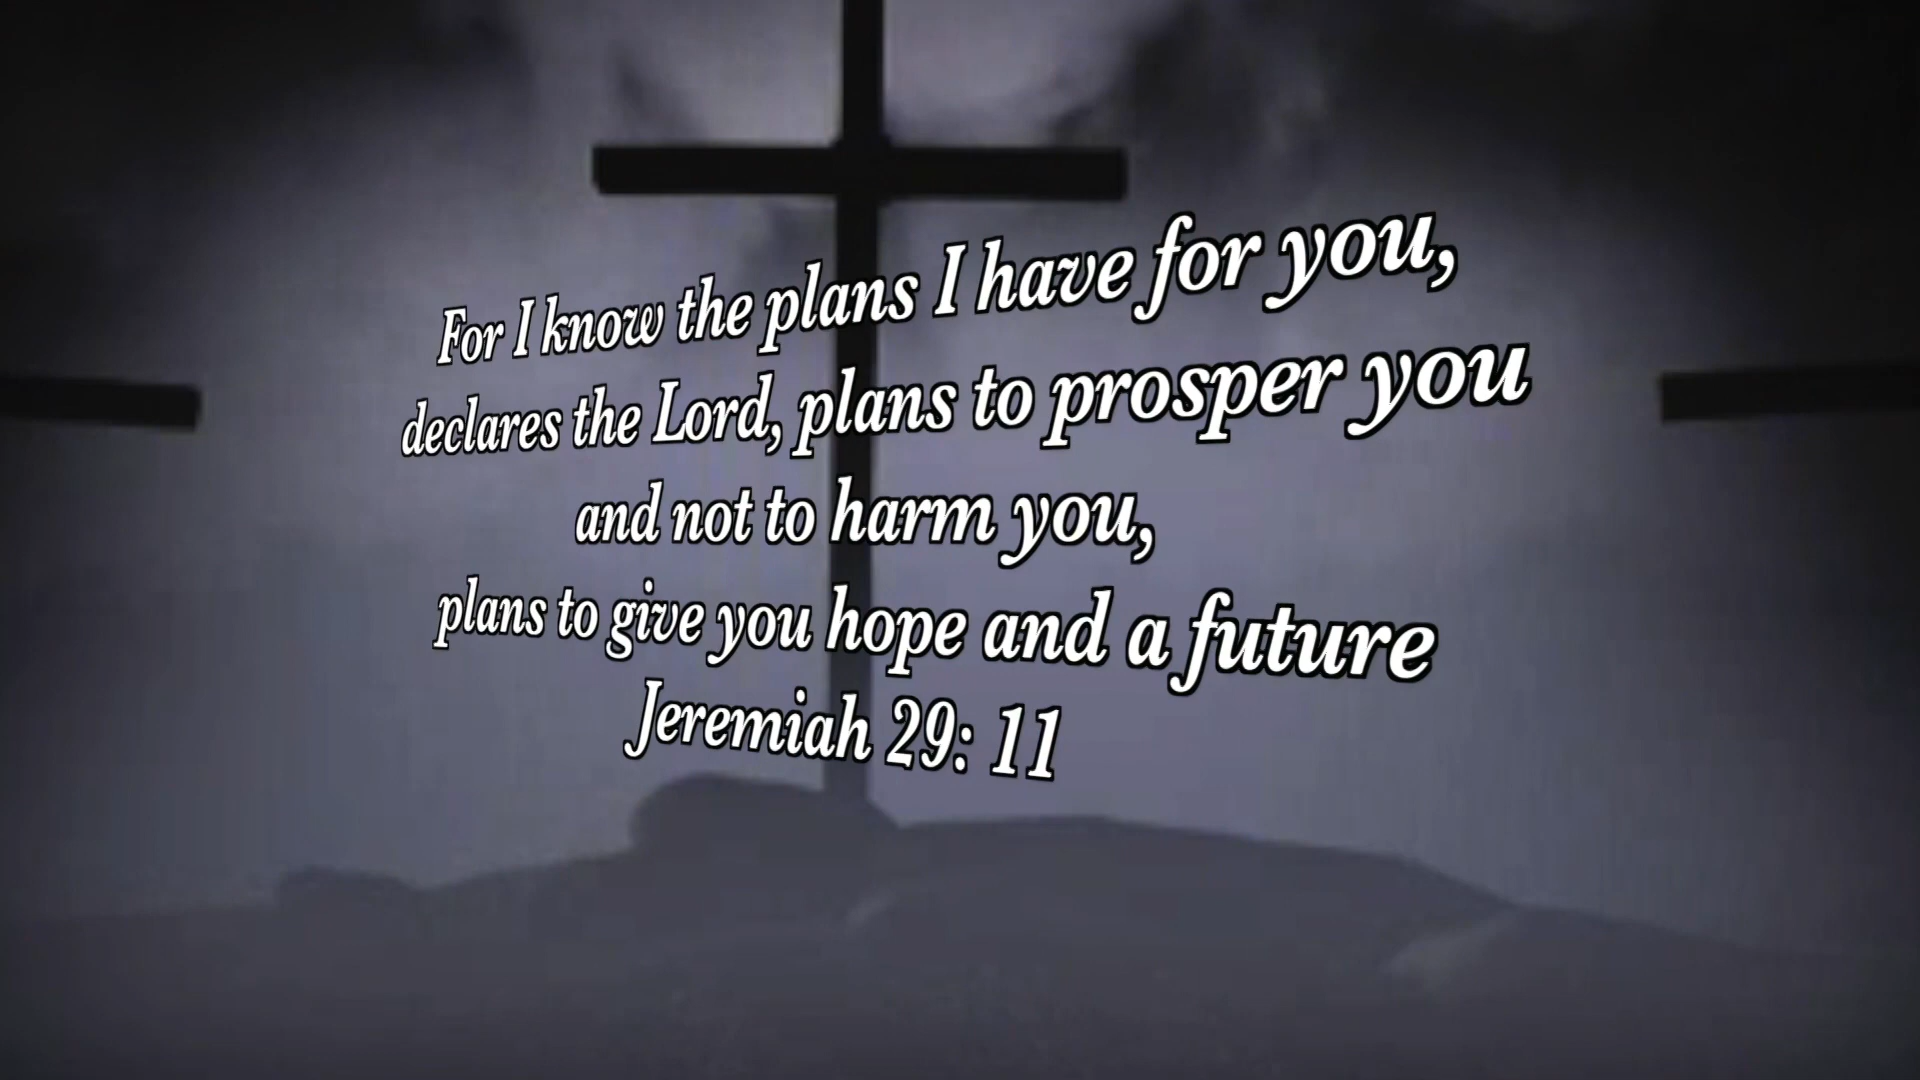 For I know the plans I have for you,
declares the Lord, plans to prosper you
and not to harm you,
plans to give you hope and a future
Jeremiah 29: 11